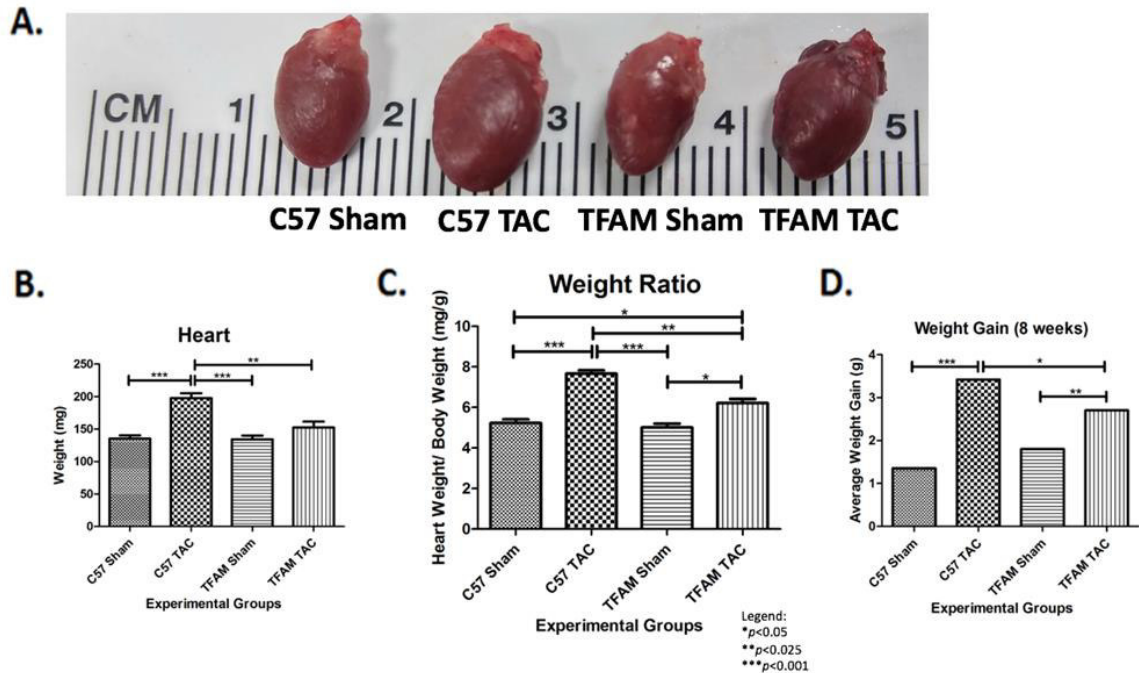 A.
CM 1 2 3 4 5
C57 Sham C57 TAC TFAM Sham TFAM TAC
B.
Heart
Weight (mg)
250
200
150
100
50
0
*** *** **
C57 Sham
C57 TAC
TFAM Sham
TFAM TAC
Experimental Groups
C.
Weight Ratio
Heart Weight/ Body Weight (mg/g)
10
8
6
4
2
0
*
**
*** ***
*
C57 Sham
C57 TAC
TFAM Sham
TFAM TAC
Experimental Groups
Legend:
*p<0.05
**p<0.025
***p<0.001
D.
Weight Gain (8 weeks)
Average Weight Gain (g)
4
3
2
1
0
*** *
**
C57 Sham
C57 TAC
TFAM Sham
TFAM TAC
Experimental Groups